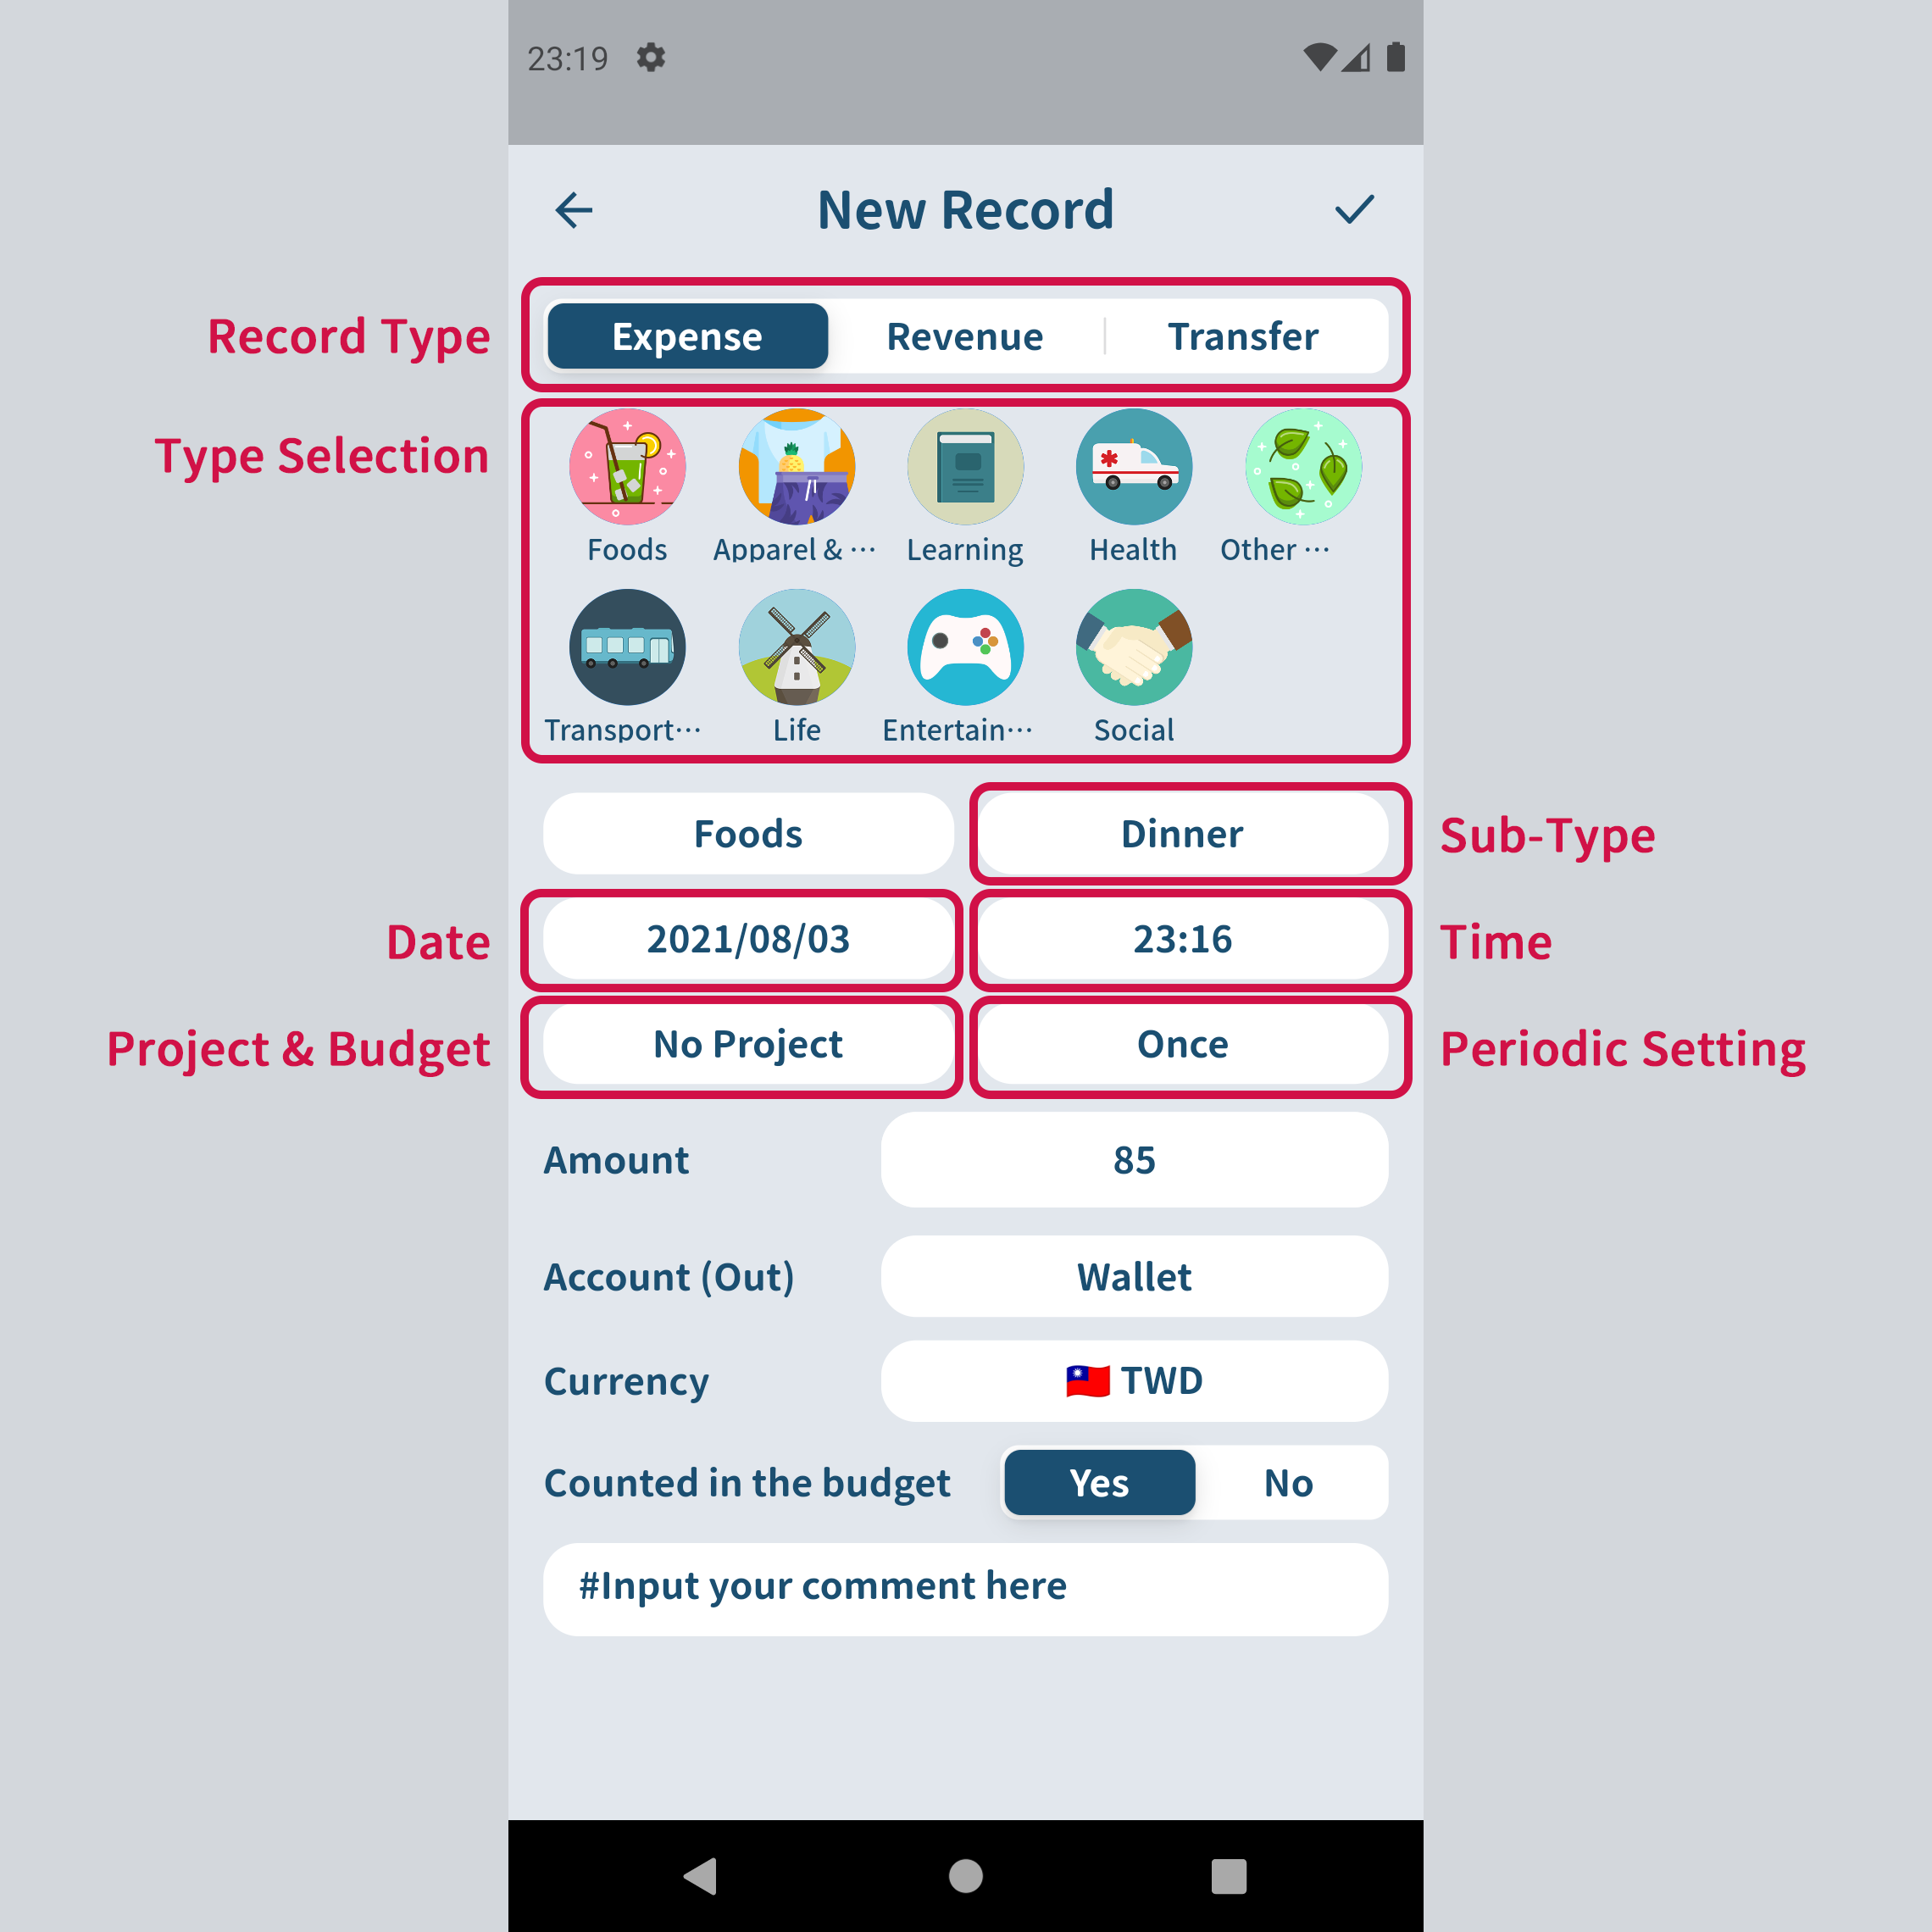 23:19
New Record
Record Type
Expense Revenue Transfer
Type Selection
Foods Apparel & ··· Learning Health Other ···
Transport··· Life Entertain··· Social
Foods Dinner Sub-Type
Date 2021/08/03 23:16 Time
Project & Budget No Project Once Periodic Setting
Amount 85
Account (Out) Wallet
Currency 🇹🇼 TWD
Counted in the budget Yes No
#Input your comment here